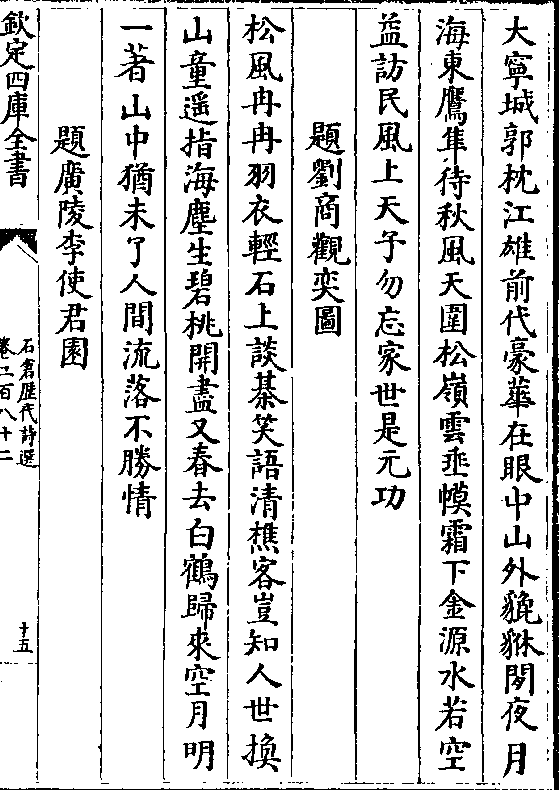 大寧城郭枕江雄前代豪華在眼中山外貔貅閒夜月
海東鷹隼待秋風天圍松嶺雲垂幙霜下金源水若空
益訪民風上天子勿忘家世是元功
題劉商觀奕圖
松風冉冉羽衣輕石上談棊笑語清樵客豈知人世換
山童遥指海塵生碧桃開盡又春去白鶴歸來空月明
一著山中猶未了人間流落不勝情
題廣陵李使君園
欽定四庫全書
石倉歴代詩選
卷二百八十二
十五